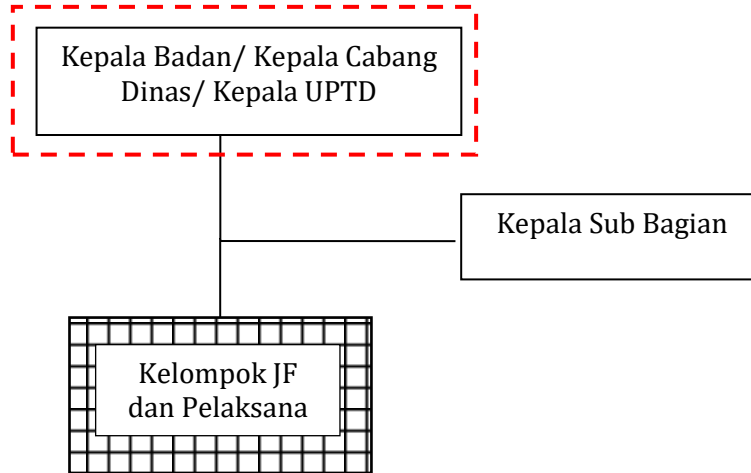 Kepala Badan/ Kepala Cabang
Dinas/ Kepala UPTD
Kepala Sub Bagian
Kelompok JF
dan Pelaksana